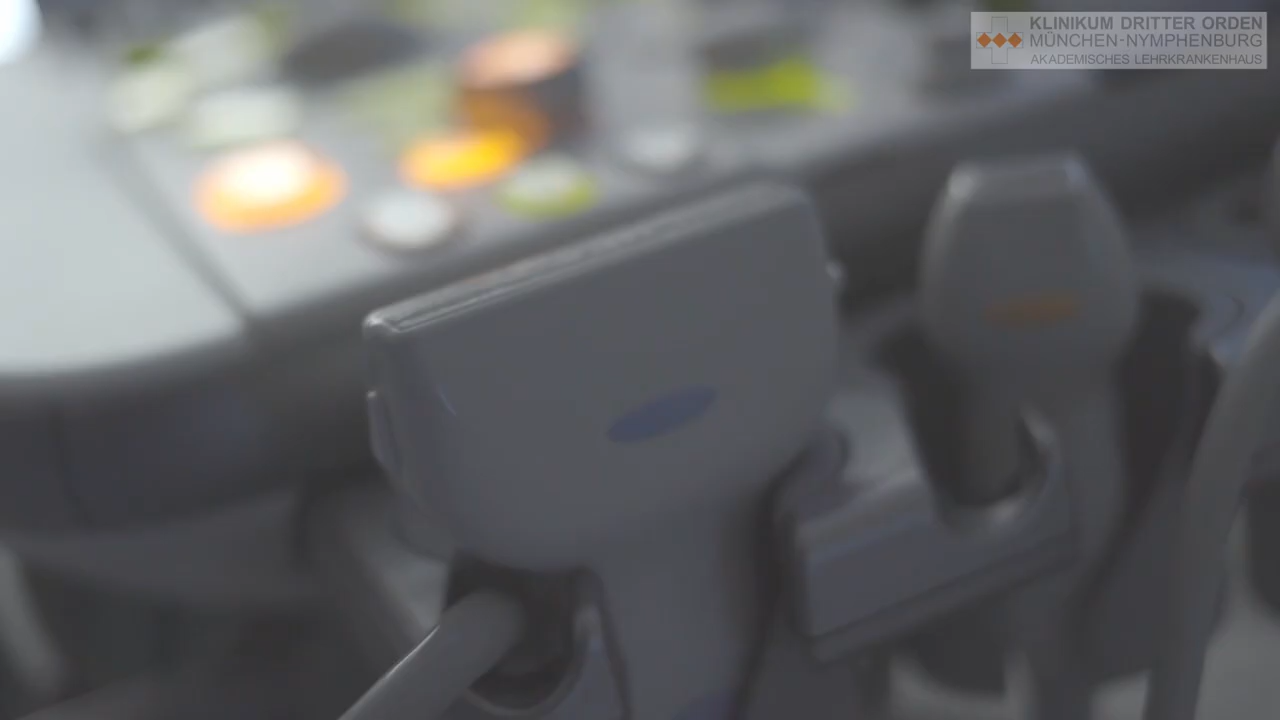 KLINIKUM DRITTER ORDEN
MÜNCHEN-NYMPHENBURG
AKADEMISCHES LEHRKRANKENHAUS